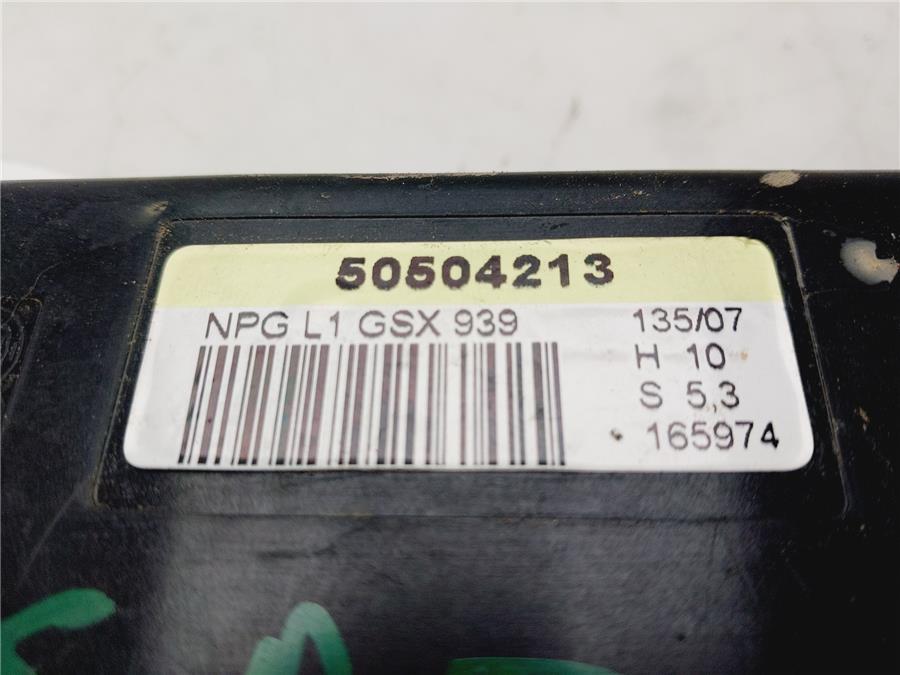 50504213
NPG L1 GSX 939
135/07
H 10
S 5,3
165974